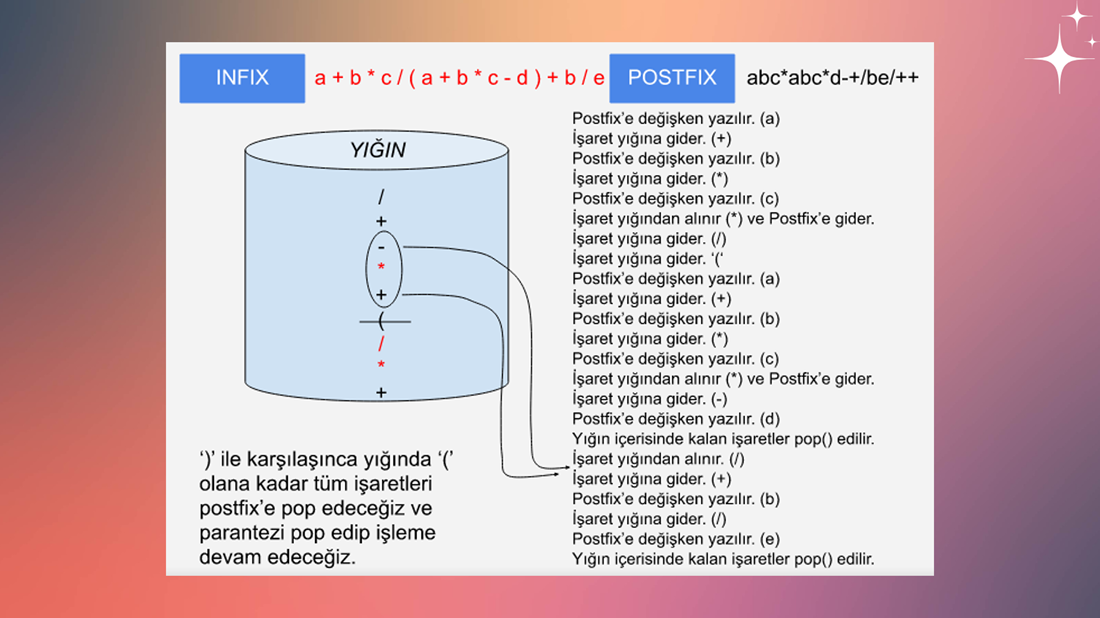 INFIX a + b * c / ( a + b * c - d ) + b / e POSTFIX abc*abc*d-+/be/++
YIĞIN
/
+
-
*
+
(
/
*
+
‘)’ ile karşılaşınca yığında ‘(’
olana kadar tüm işaretleri
postfix’e pop edeceğiz ve
parantezi pop edip işleme
devam edeceğiz.
Postfix’e değişken yazılır. (a)
İşaret yığına gider. (+)
Postfix’e değişken yazılır. (b)
İşaret yığına gider. (*)
Postfix’e değişken yazılır. (c)
İşaret yığından alınır (*) ve Postfix’e gider.
İşaret yığına gider. (/)
İşaret yığına gider. ‘(‘
Postfix’e değişken yazılır. (a)
İşaret yığına gider. (+)
Postfix’e değişken yazılır. (b)
İşaret yığına gider. (*)
Postfix’e değişken yazılır. (c)
İşaret yığından alınır (*) ve Postfix’e gider.
İşaret yığına gider. (-)
Postfix’e değişken yazılır. (d)
Yığın içerisinde kalan işaretler pop() edilir.
İşaret yığından alınır. (/)
İşaret yığına gider. (+)
Postfix’e değişken yazılır. (b)
İşaret yığına gider. (/)
Postfix’e değişken yazılır. (e)
Yığın içerisinde kalan işaretler pop() edilir.